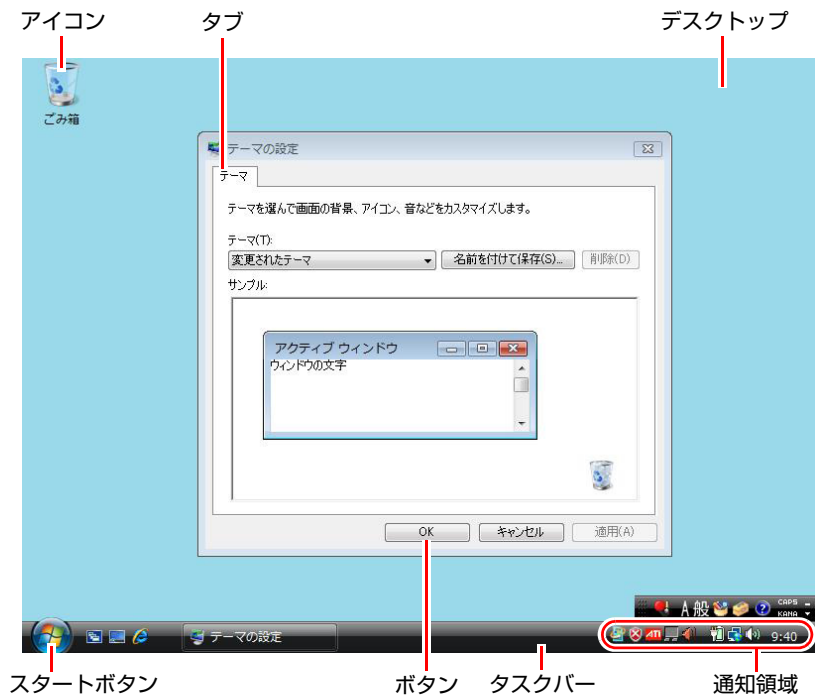 アイコン タブ デスクトップ
ごみ箱
テーマの設定
テーマ
テーマを選んで画面の背景、アイコン、音などをカスタマイズします。
テーマ(T):
変更されたテーマ 名前を付けて保存(S)... 削除(D)
サンプル:
アクティブ ウィンドウ
ウィンドウの文字
OK キャンセル 適用(A)
A 般 CAPS
KANA
テーマの設定 ATI 9:40
スタートボタン ボタン タスクバー 通知領域